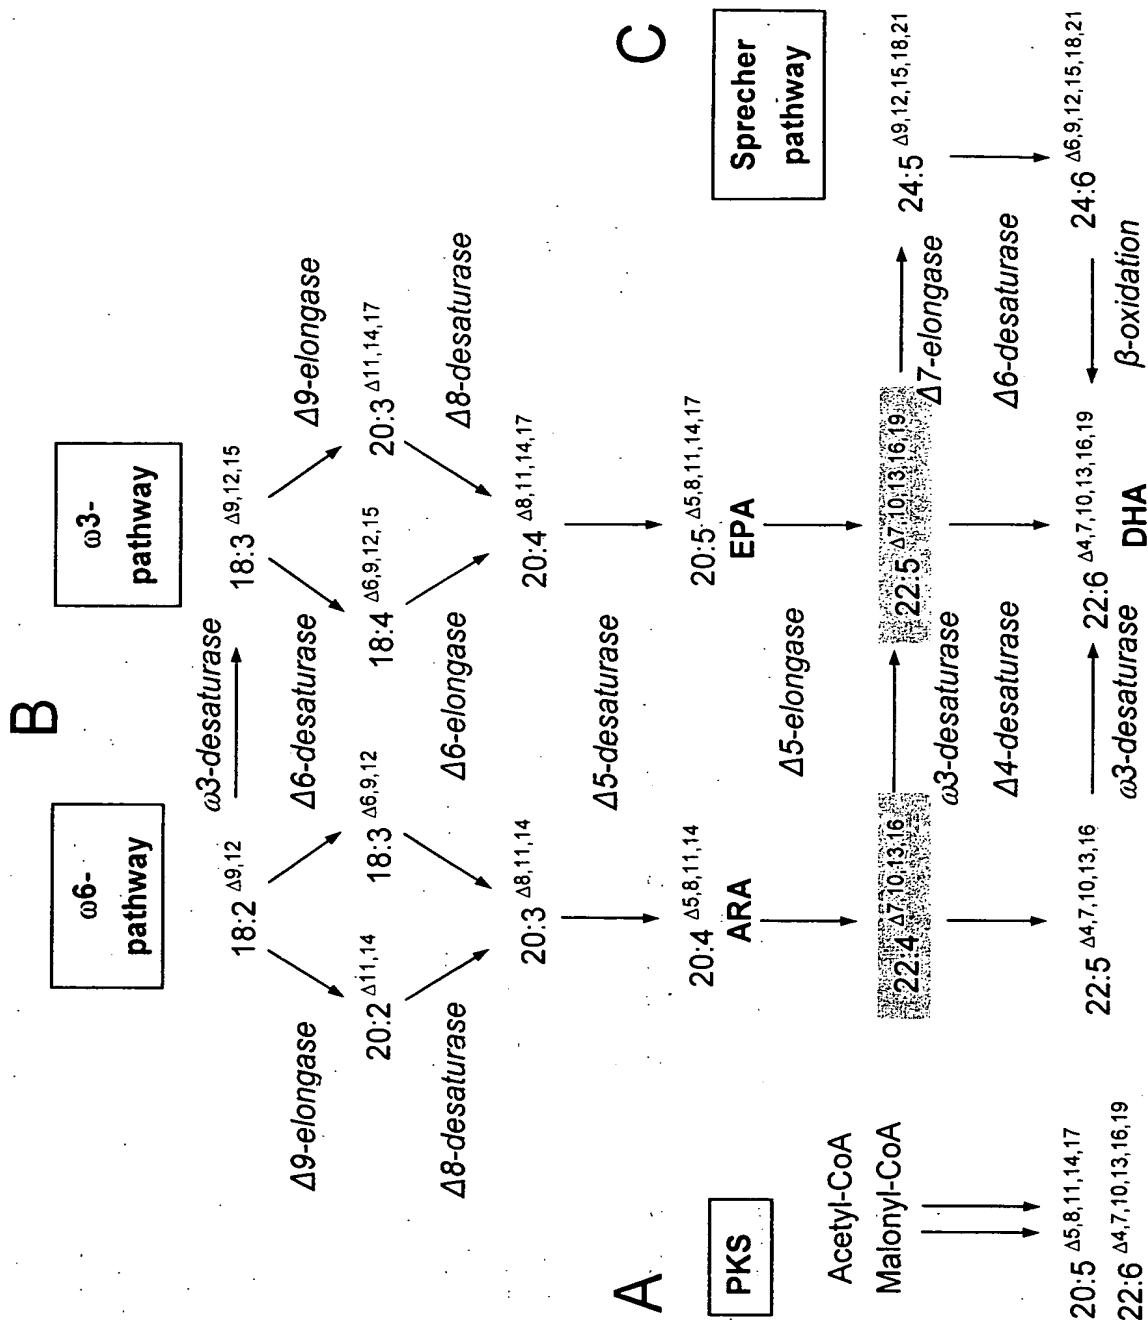 B
ω6-
pathway
ω3-
pathway
18:2 Δ9,12
ω3-desaturase
18:3 Δ9,12,15
Δ9-elongase
Δ6-desaturase
Δ9-elongase
20:2 Δ11,14
18:3 Δ6,9,12
18:4 Δ6,9,12,15
20:3 Δ11,14,17
Δ8-desaturase
Δ6-elongase
Δ8-desaturase
20:3 Δ8,11,14
20:4 Δ8,11,14,17
Δ5-desaturase
A
C
PKS
20:4 Δ5,8,11,14
ARA
20:5 Δ5,8,11,14,17
EPA
Sprecher
pathway
Δ5-elongase
Acetyl-CoA
Malonyl-CoA
22:4 Δ7,10,13,16
22:5 Δ7,10,13,16,19
24:5 Δ9,12,15,18,21
ω3-desaturase
Δ7-elongase
Δ4-desaturase
Δ6-desaturase
20:5 Δ5,8,11,14,17
22:6 Δ4,7,10,13,16,19
22:5 Δ4,7,10,13,16
22:6 Δ4,7,10,13,16,19
DHA
24:6 Δ6,9,12,15,18,21
ω3-desaturase
β-oxidation